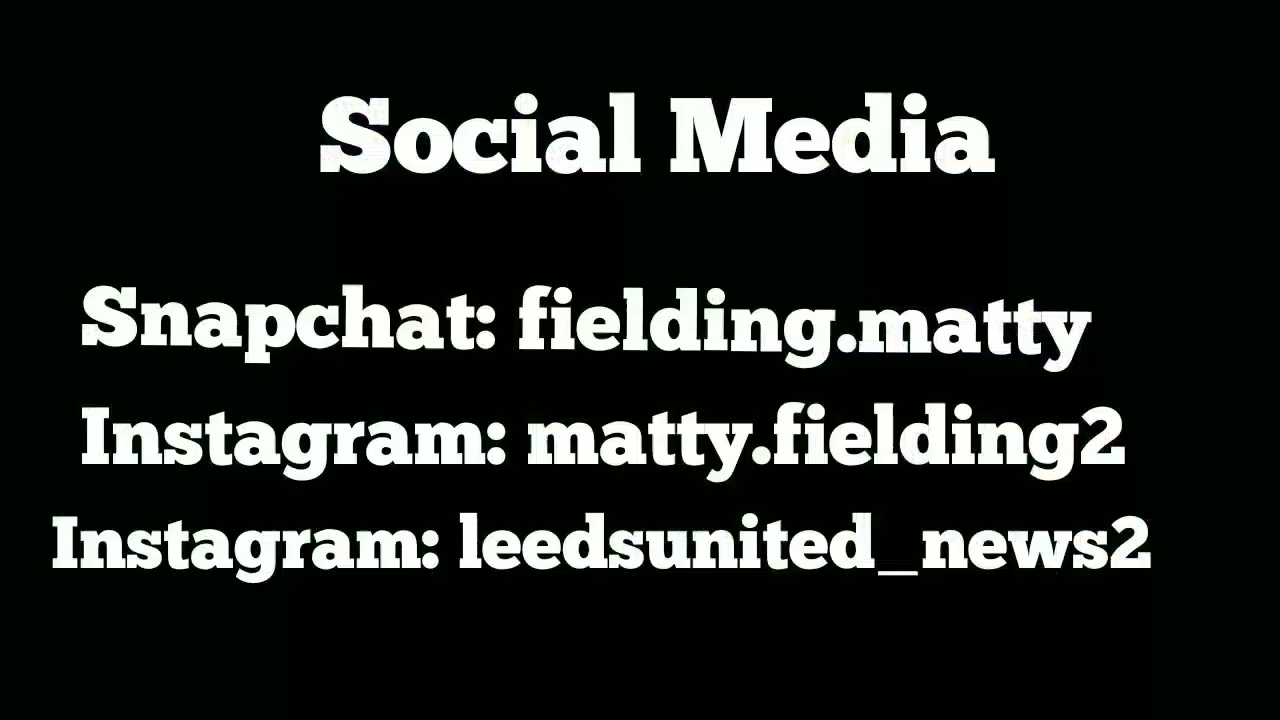 Social Media
Snapchat: fielding.matty
Instagram: matty.fielding2
Instagram: leedsunited_news2